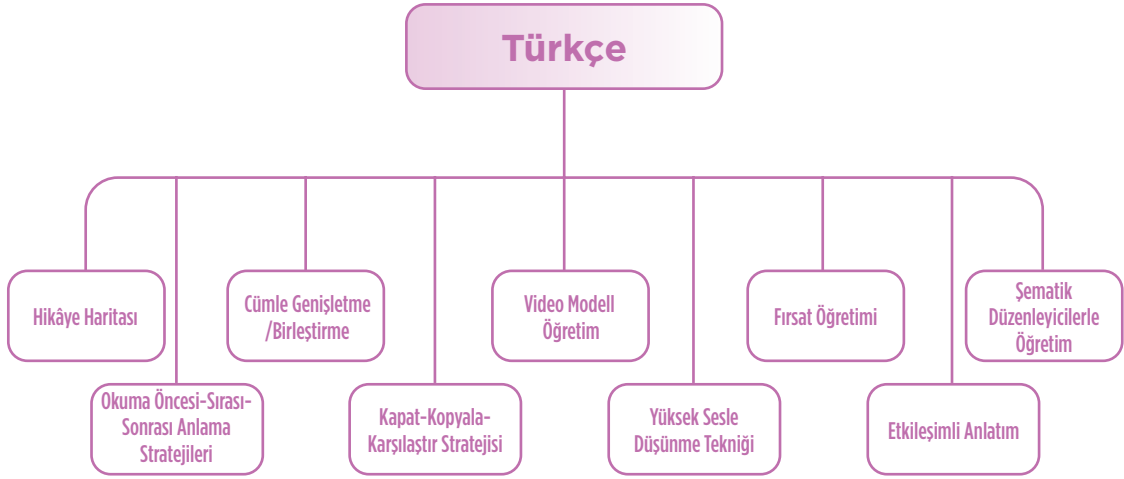 Türkçe
Hikâye Haritası
Cümle Genişletme
/Birleştirme
Video Modell
Öğretim
Fırsat Öğretimi
Şematik
Düzenleyicilerle
Öğretim
Okuma Öncesi-Sırası-
Sonrası Anlama
Stratejileri
Kapat-Kopyala-
Karşılaştır Stratejisi
Yüksek Sesle
Düşünme Tekniği
Etkileşimli Anlatım